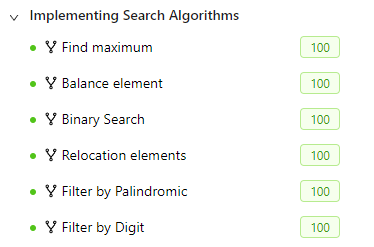 Implementing Search Algorithms
Find maximum 100
Balance element 100
Binary Search 100
Relocation elements 100
Filter by Palindromic 100
Filter by Digit 100